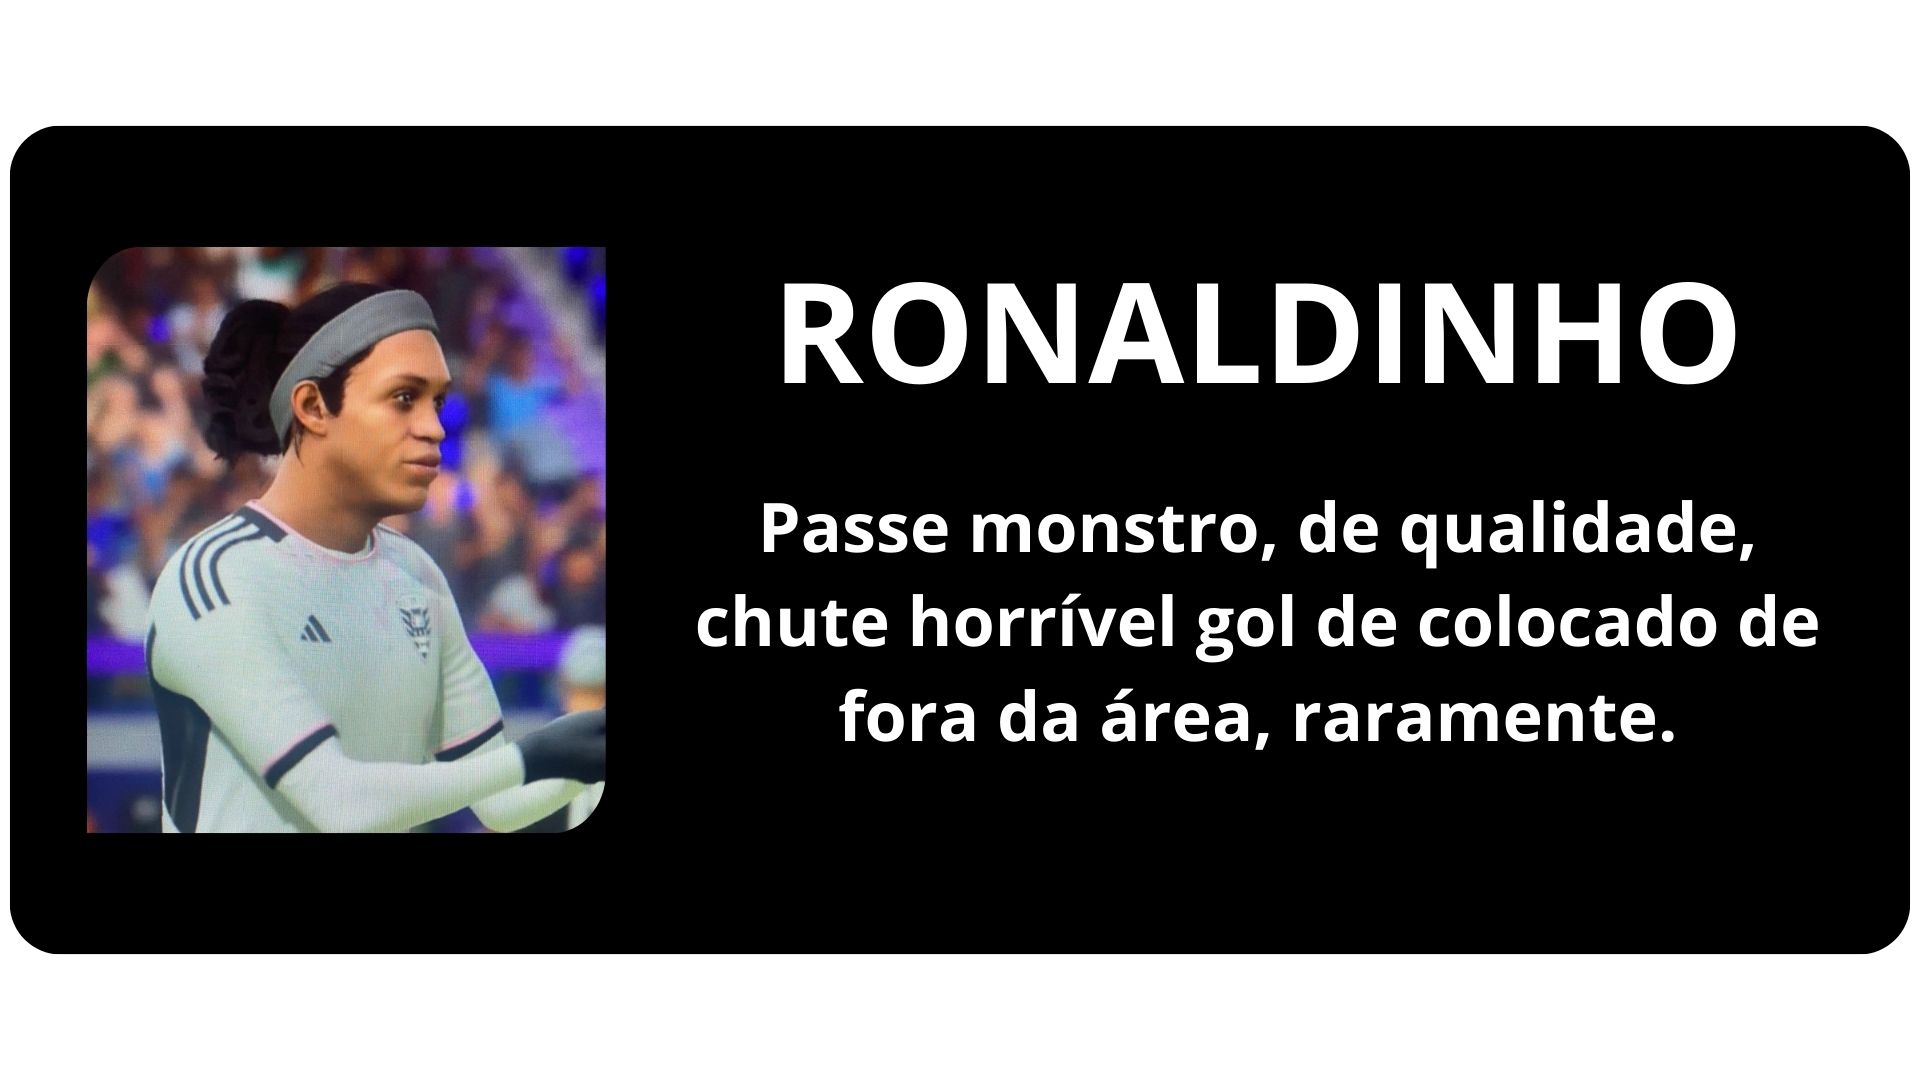 RONALDINHO
Passe monstro, de qualidade,
chute horrível gol de colocado de
fora da área, raramente.